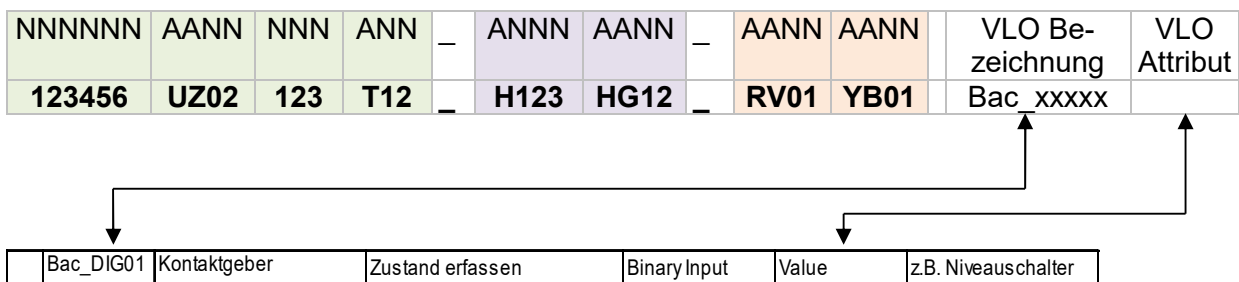 NNNNNN AANN NNN ANN _ ANNN AANN _ AANN AANN VLO Be- VLO
zeichnung Attribut
123456 UZ02 123 T12 _ H123 HG12 _ RV01 YB01 Bac_xxxxx
Bac_DIG01 Kontaktgeber Zustand erfassen Binary Input Value z.B. Niveauschalter